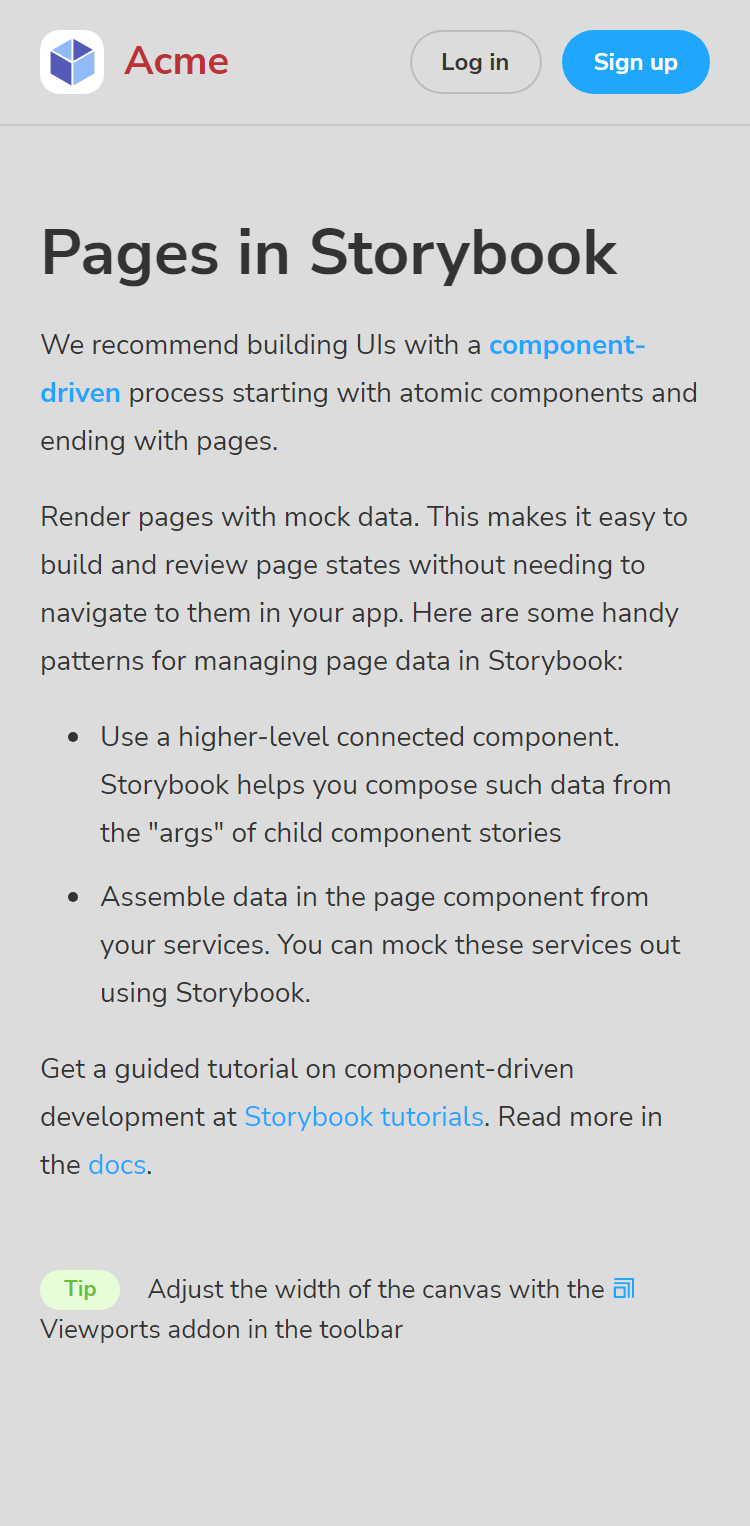 Acme
Log in
Sign up
Pages in Storybook
We recommend building UIs with a component-
driven process starting with atomic components and
ending with pages.
Render pages with mock data. This makes it easy to
build and review page states without needing to
navigate to them in your app. Here are some handy
patterns for managing page data in Storybook:
Use a higher-level connected component.
Storybook helps you compose such data from
the "args" of child component stories
Assemble data in the page component from
your services. You can mock these services out
using Storybook.
Get a guided tutorial on component-driven
development at Storybook tutorials. Read more in
the docs.
Tip Adjust the width of the canvas with the
Viewports addon in the toolbar